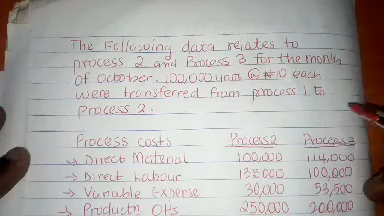 The Following data relates to
process 2 and Process 3 for the month
of october. 100,000 units @ ₦10 each
were transferred from process 1 to
process 2.
Process costs Process 2 Process 3
→ Direct Material 100,000 114,000
→ Direct Labour 000 100,000
→ Variable Expense 30,000 53,500
→ Productn OHs 250,000 200,000